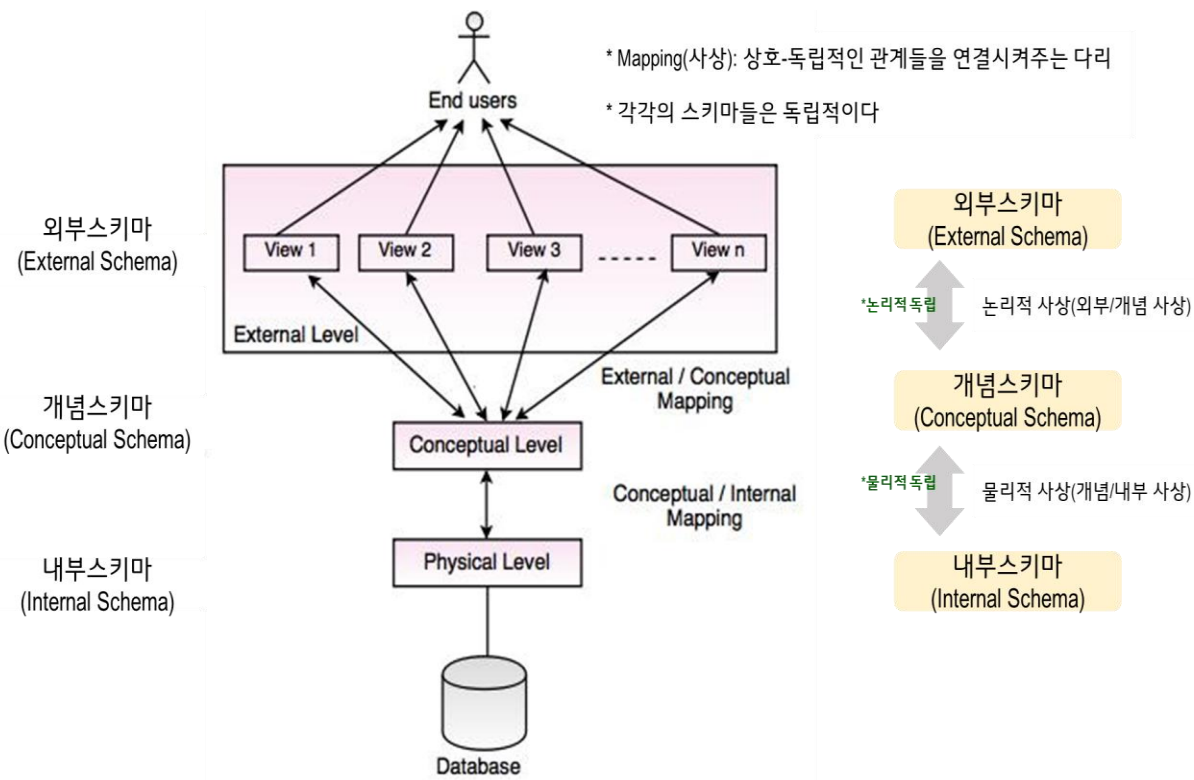 * Mapping(사상): 상호-독립적인 관계들을 연결시켜주는 다리
* 각각의 스키마들은 독립적이다
End users
외부스키마
(External Schema)
View 1
View 2
View 3
-----
View n
External Level
External / Conceptual
Mapping
개념스키마
(Conceptual Schema)
Conceptual Level
Conceptual / Internal
Mapping
내부스키마
(Internal Schema)
Physical Level
Database
외부스키마
(External Schema)
*논리적 독립
논리적 사상(외부/개념 사상)
개념스키마
(Conceptual Schema)
*물리적 독립
물리적 사상(개념/내부 사상)
내부스키마
(Internal Schema)